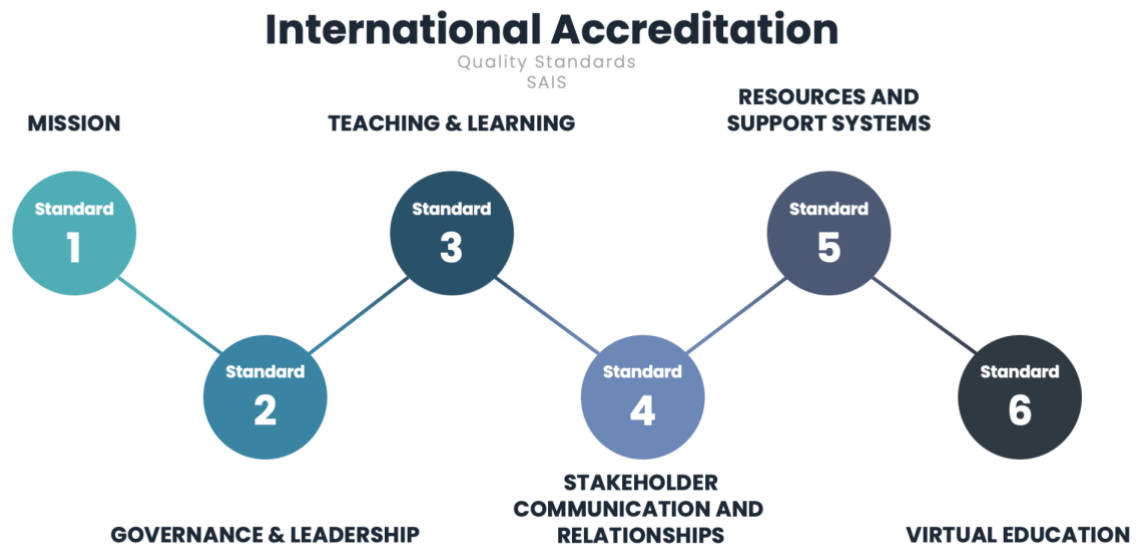 International Accreditation
Quality Standards
SAIS
MISSION
Standard
1
Standard
2
GOVERNANCE & LEADERSHIP
TEACHING & LEARNING
Standard
3
Standard
4
STAKEHOLDER
COMMUNICATION AND
RELATIONSHIPS
RESOURCES AND
SUPPORT SYSTEMS
Standard
5
Standard
6
VIRTUAL EDUCATION